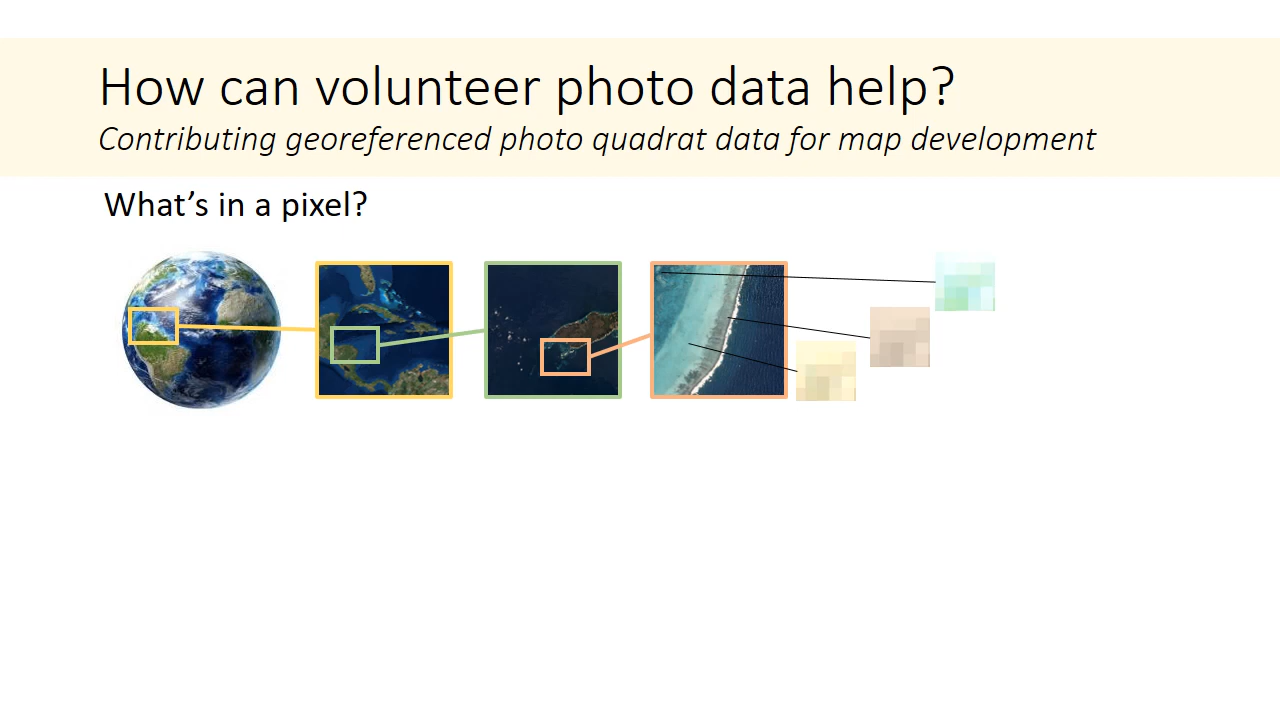 How can volunteer photo data help?
Contributing georeferenced photo quadrat data for map development
What’s in a pixel?